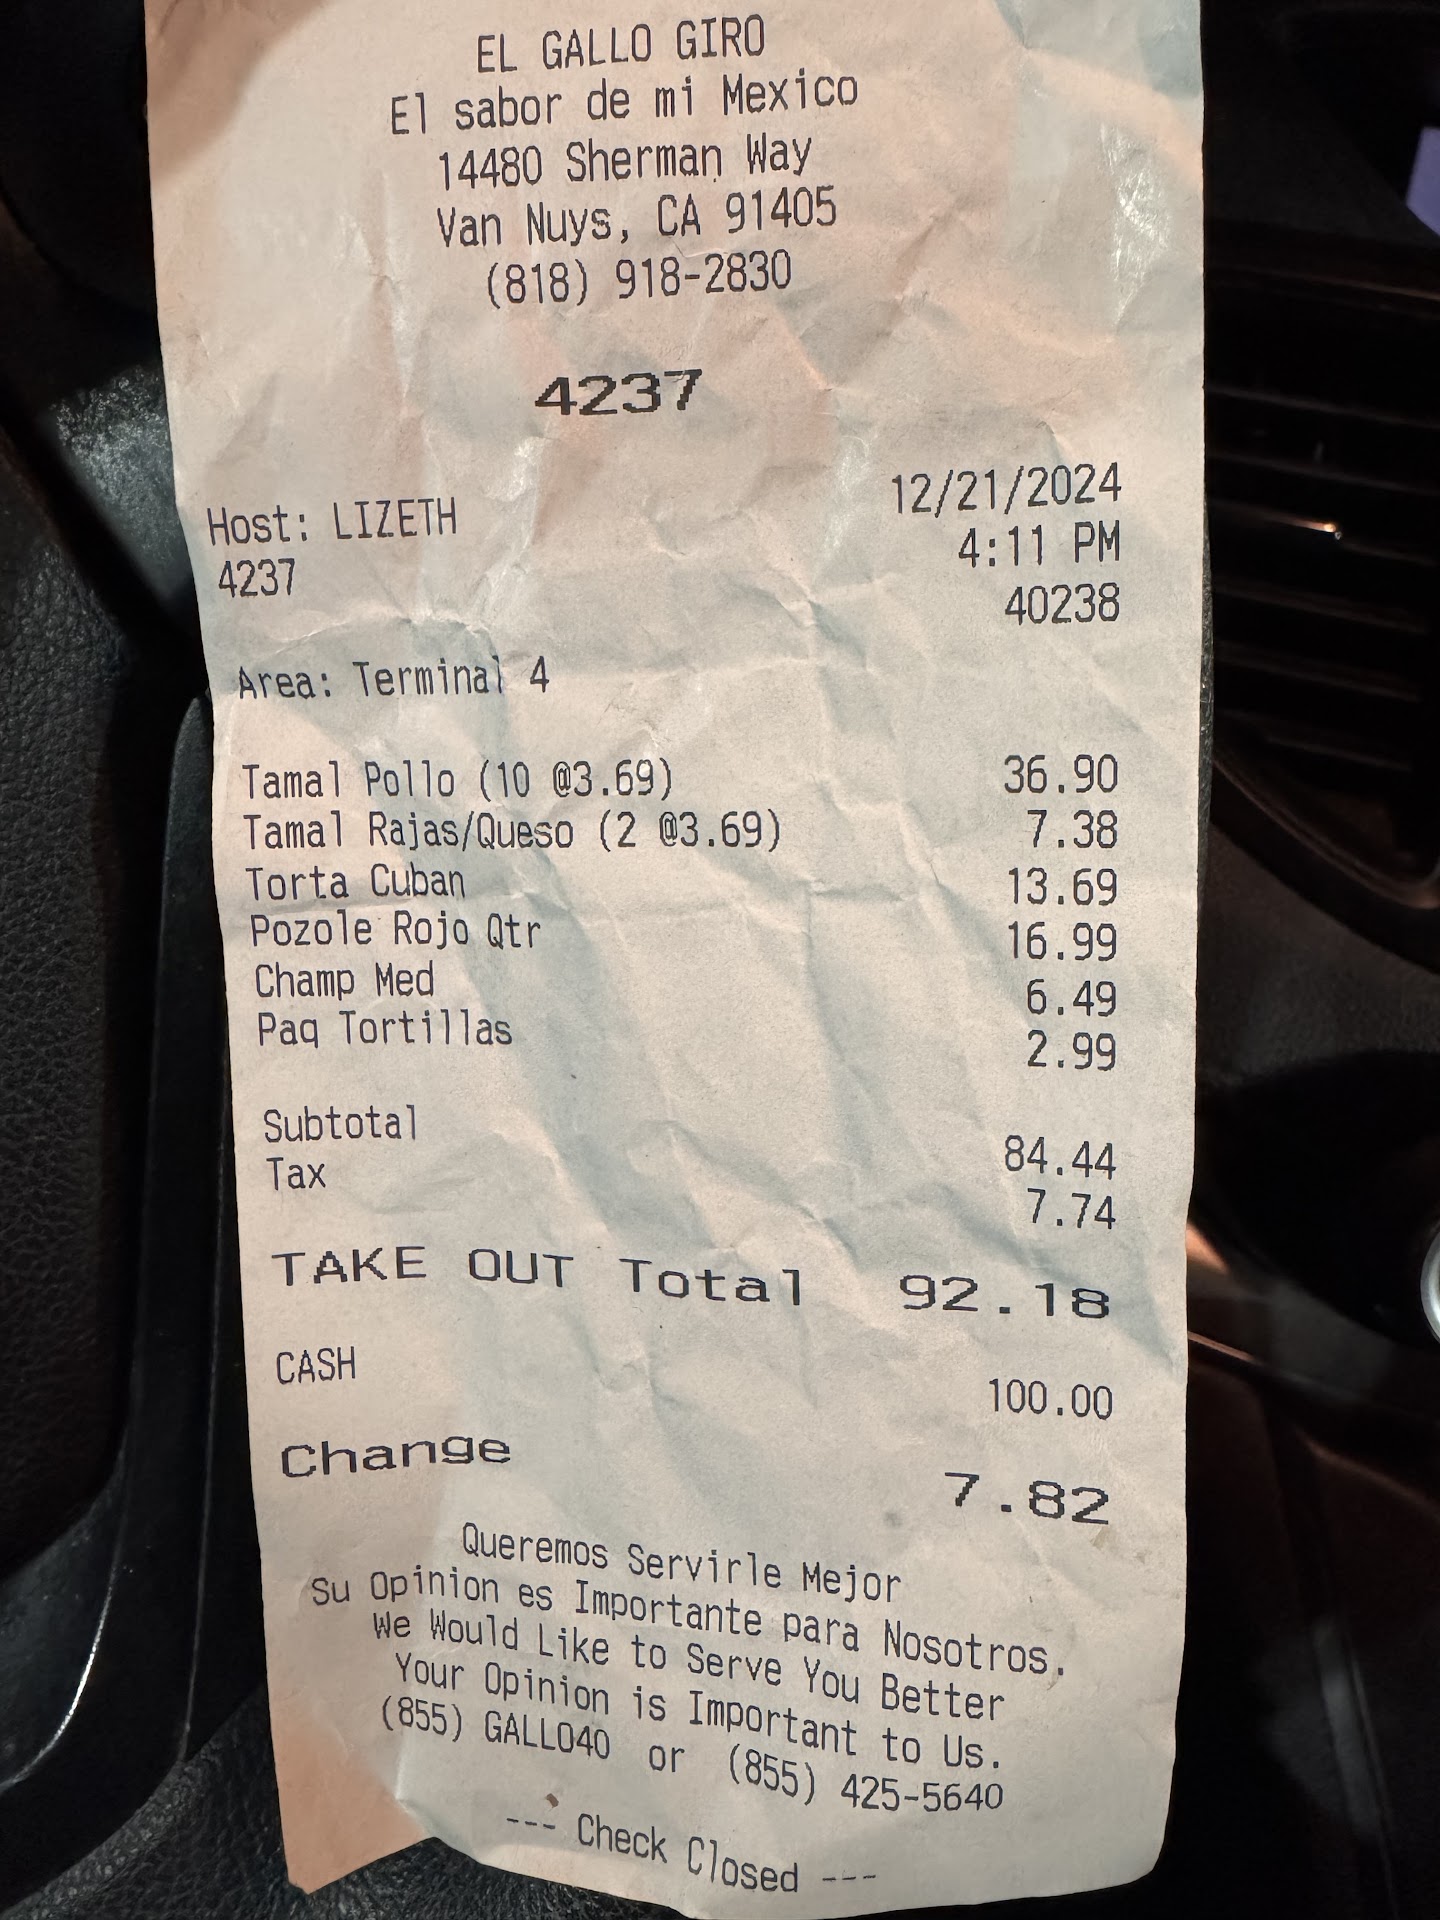 EL GALLO GIRO
El sabor de mi Mexico
14480 Sherman Way
Van Nuys, CA 91405
(818) 918-2830
4237
Host: LIZETH 12/21/2024
4237 4:11 PM
40238
Area: Terminal 4
Tamal Pollo (10 @3.69) 36.90
Tamal Rajas/Queso (2 @3.69) 7.38
Torta Cuban 13.69
Pozole Rojo Qtr 16.99
Champ Med 6.49
Paq Tortillas 2.99
Subtotal 84.44
Tax 7.74
TAKE OUT Total 92.18
CASH 100.00
Change 7.82
Queremos Servirle Mejor
Su Opinion es Importante para Nosotros.
We Would Like to Serve You Better
Your Opinion is Important to Us.
(855) GALLO40 or (855) 425-5640
--- Check Closed ---